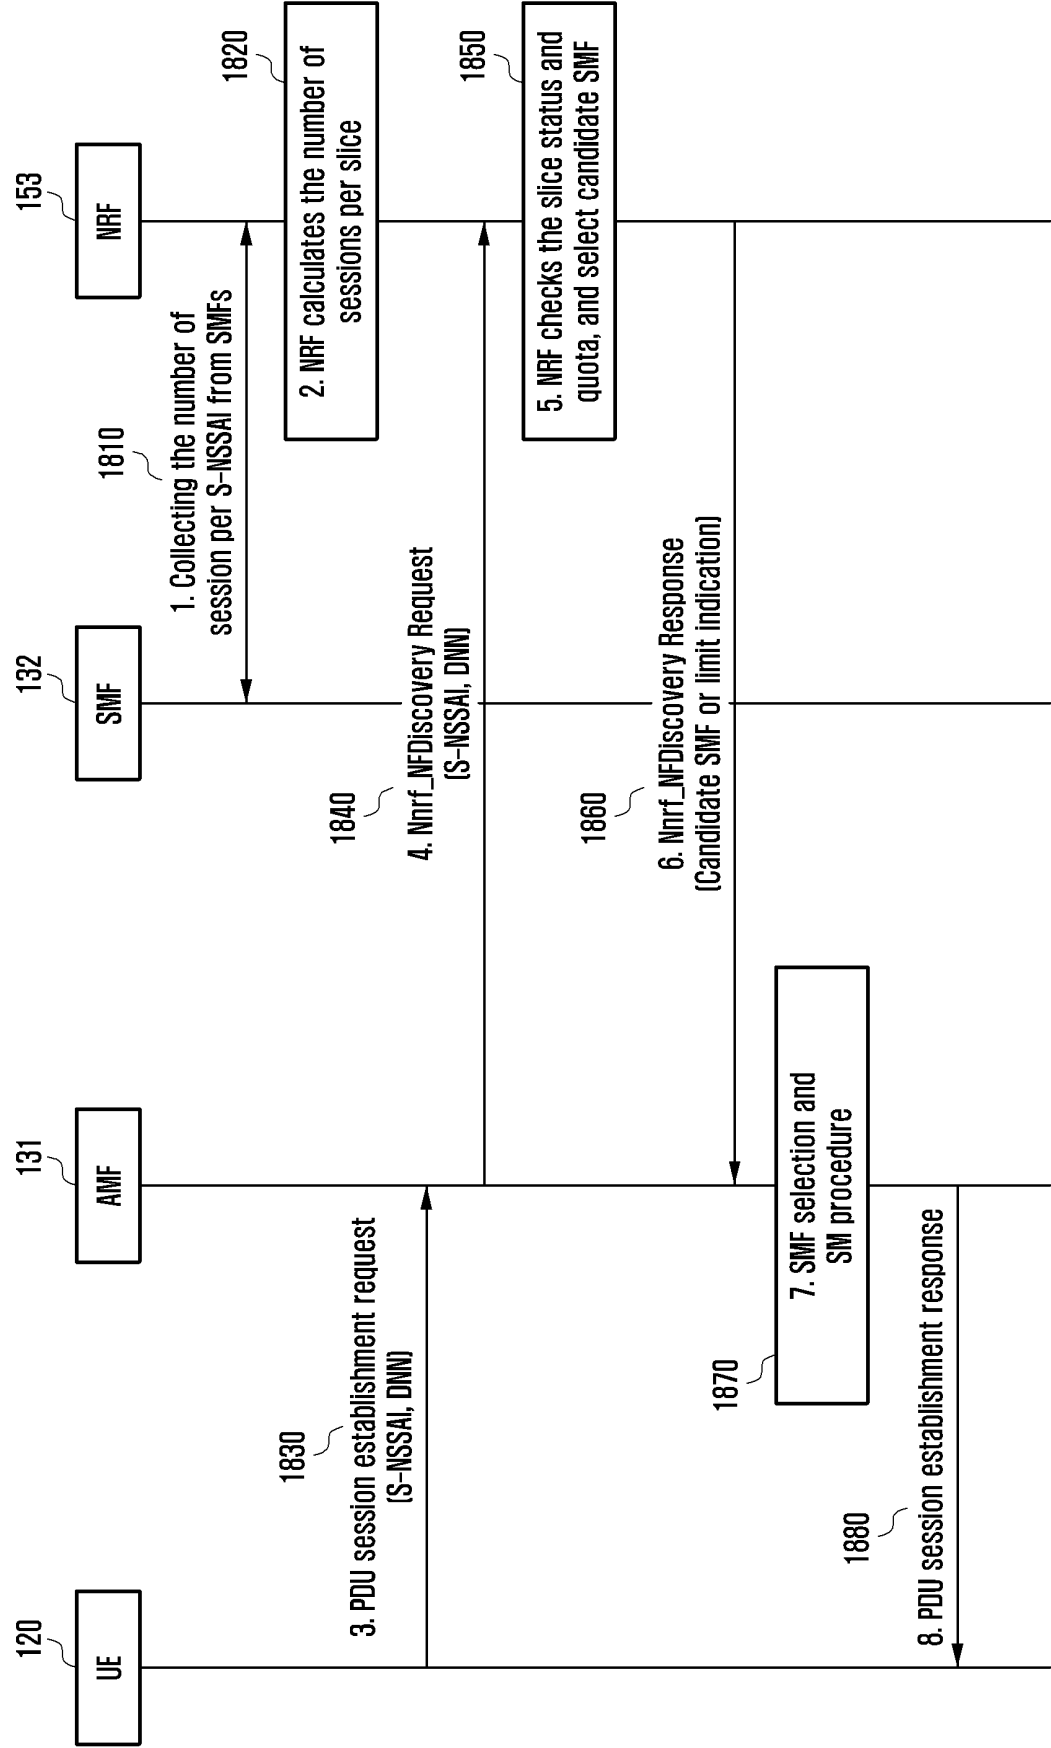 120
UE
131
AMF
132
SMF
153
NRF
1810
1. Collecting the number of
session per S-NSSAI from SMFs
1820
2. NRF calculates the number of
sessions per slice
1830
3. PDU session establishment request
(S-NSSAI, DNN)
1840
4. Nnrf_NFDiscovery Request
(S-NSSAI, DNN)
1850
5. NRF checks the slice status and
quota, and select candidate SMF
1860
6. Nnrf_NFDiscovery Response
(Candidate SMF or limit indication)
1870
7. SMF selection and
SM procedure
1880
8. PDU session establishment response